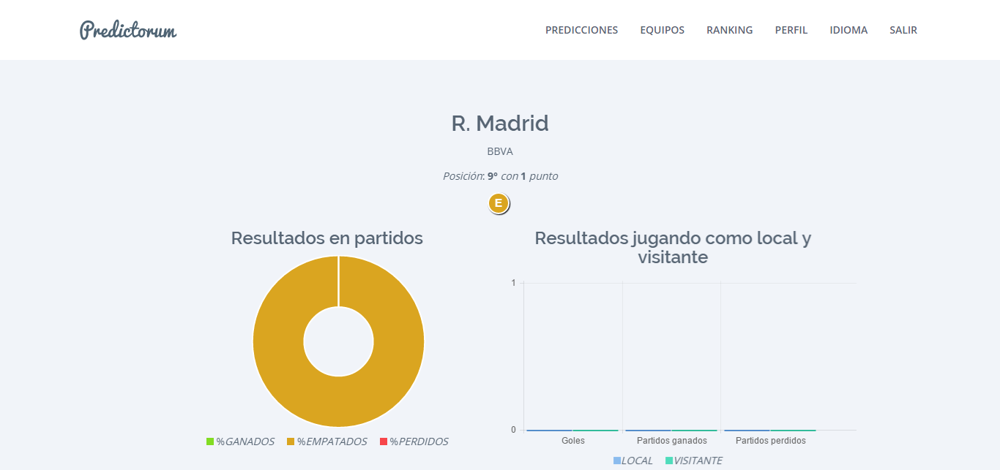 Predictorum
PREDICCIONES EQUIPOS RANKING PERFIL IDIOMA SALIR
R. Madrid
BBVA
Posición: 9º con 1 punto
E
Resultados en partidos
%GANADOS %EMPATADOS %PERDIDOS
Resultados jugando como local y
visitante
1
0
Goles Partidos ganados Partidos perdidos
LOCAL VISITANTE